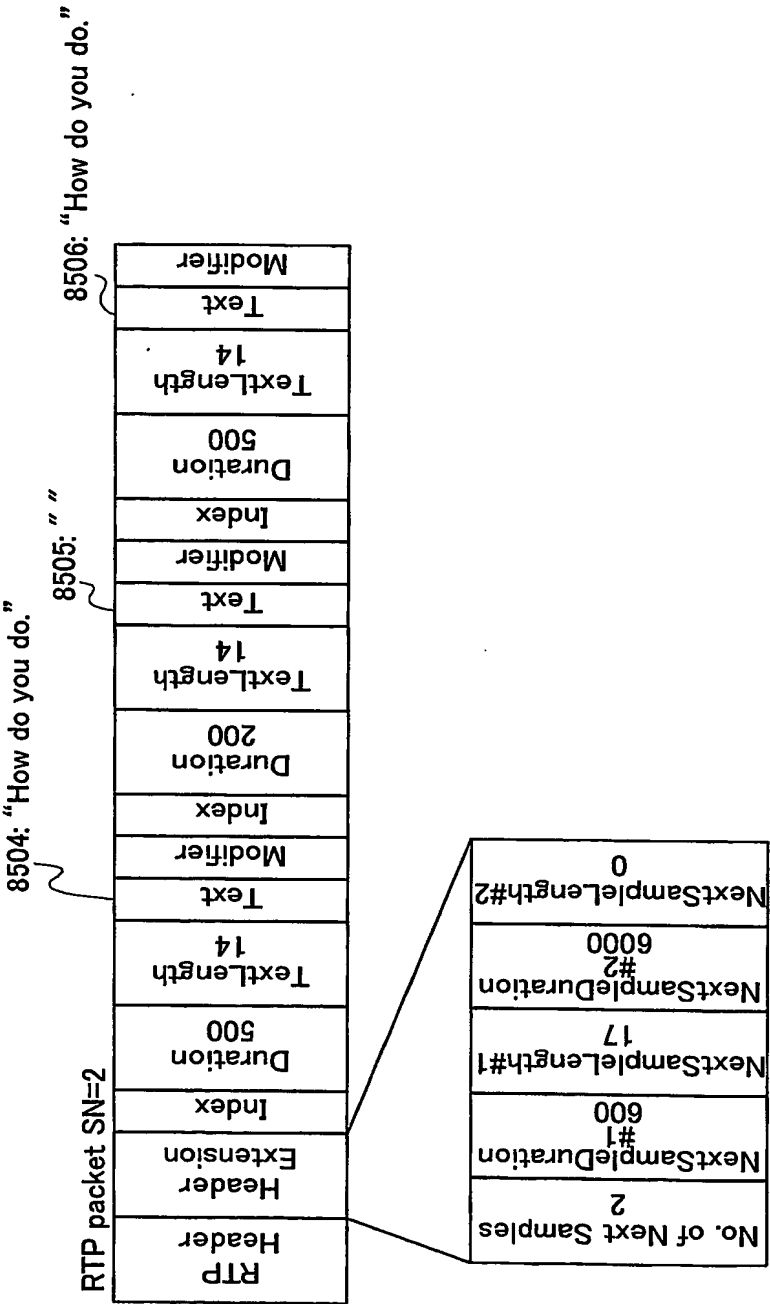 RTP packet SN=2
8504: “How do you do.”
8505: “ ”
8506: “How do you do.”
RTP
Header
Header
Extension
Index
Duration
500
TextLength
14
Text
Modifier
Index
Duration
200
TextLength
14
Text
Modifier
Index
Duration
500
TextLength
14
Text
Modifier
No. of Next Samples
2
NextSampleDuration
#1
600
NextSampleLength#1
17
NextSampleDuration
#2
6000
NextSampleLength#2
0